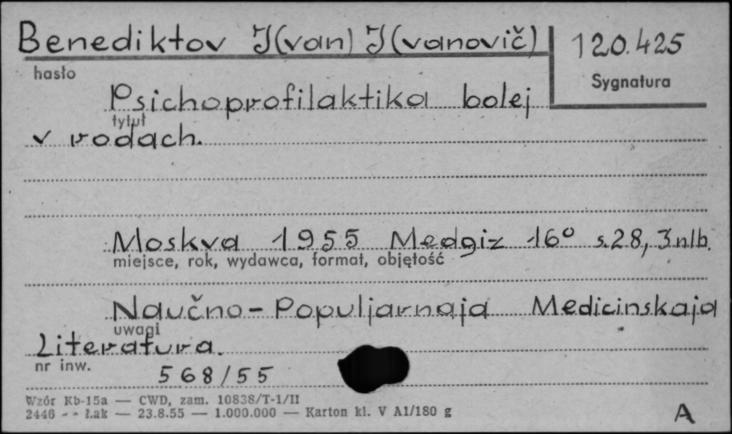 Benediktov J(van) J(vanovič) 120.425
hasło Sygnatura
Psichoprofilaktika bolej
tytuł
v rodach.
Moskva 1955 Medgiz 16° s.28, 3 nlb.
miejsce, rok, wydawca, format, objętość
Naučno-Populjarnaja Medicinskaja
uwagi
Literatura.
nr inw. 568/55
Wzór Kb-15a — CWD, zam. 10838/T-1/II
2446 - - Łak — 23.8.55 — 1.000.000 — Karton kl. V A1/180 g A